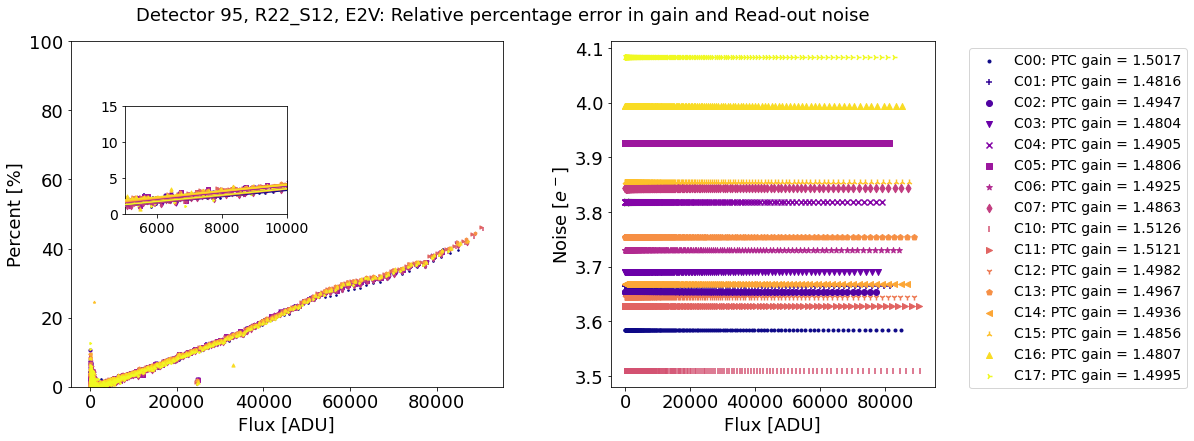 Detector 95, R22_S12, E2V: Relative percentage error in gain and Read-out noise
Percent [%]
100
80
60
40
20
0
15
10
5
0
6000 8000 10000
0 20000 40000 60000 80000
Flux [ADU]
Noise [e⁻]
4.1
4.0
3.9
3.8
3.7
3.6
3.5
0 20000 40000 60000 80000
Flux [ADU]
C00: PTC gain = 1.5017
C01: PTC gain = 1.4816
C02: PTC gain = 1.4947
C03: PTC gain = 1.4804
C04: PTC gain = 1.4905
C05: PTC gain = 1.4806
C06: PTC gain = 1.4925
C07: PTC gain = 1.4863
C10: PTC gain = 1.5126
C11: PTC gain = 1.5121
C12: PTC gain = 1.4982
C13: PTC gain = 1.4967
C14: PTC gain = 1.4936
C15: PTC gain = 1.4856
C16: PTC gain = 1.4807
C17: PTC gain = 1.4995